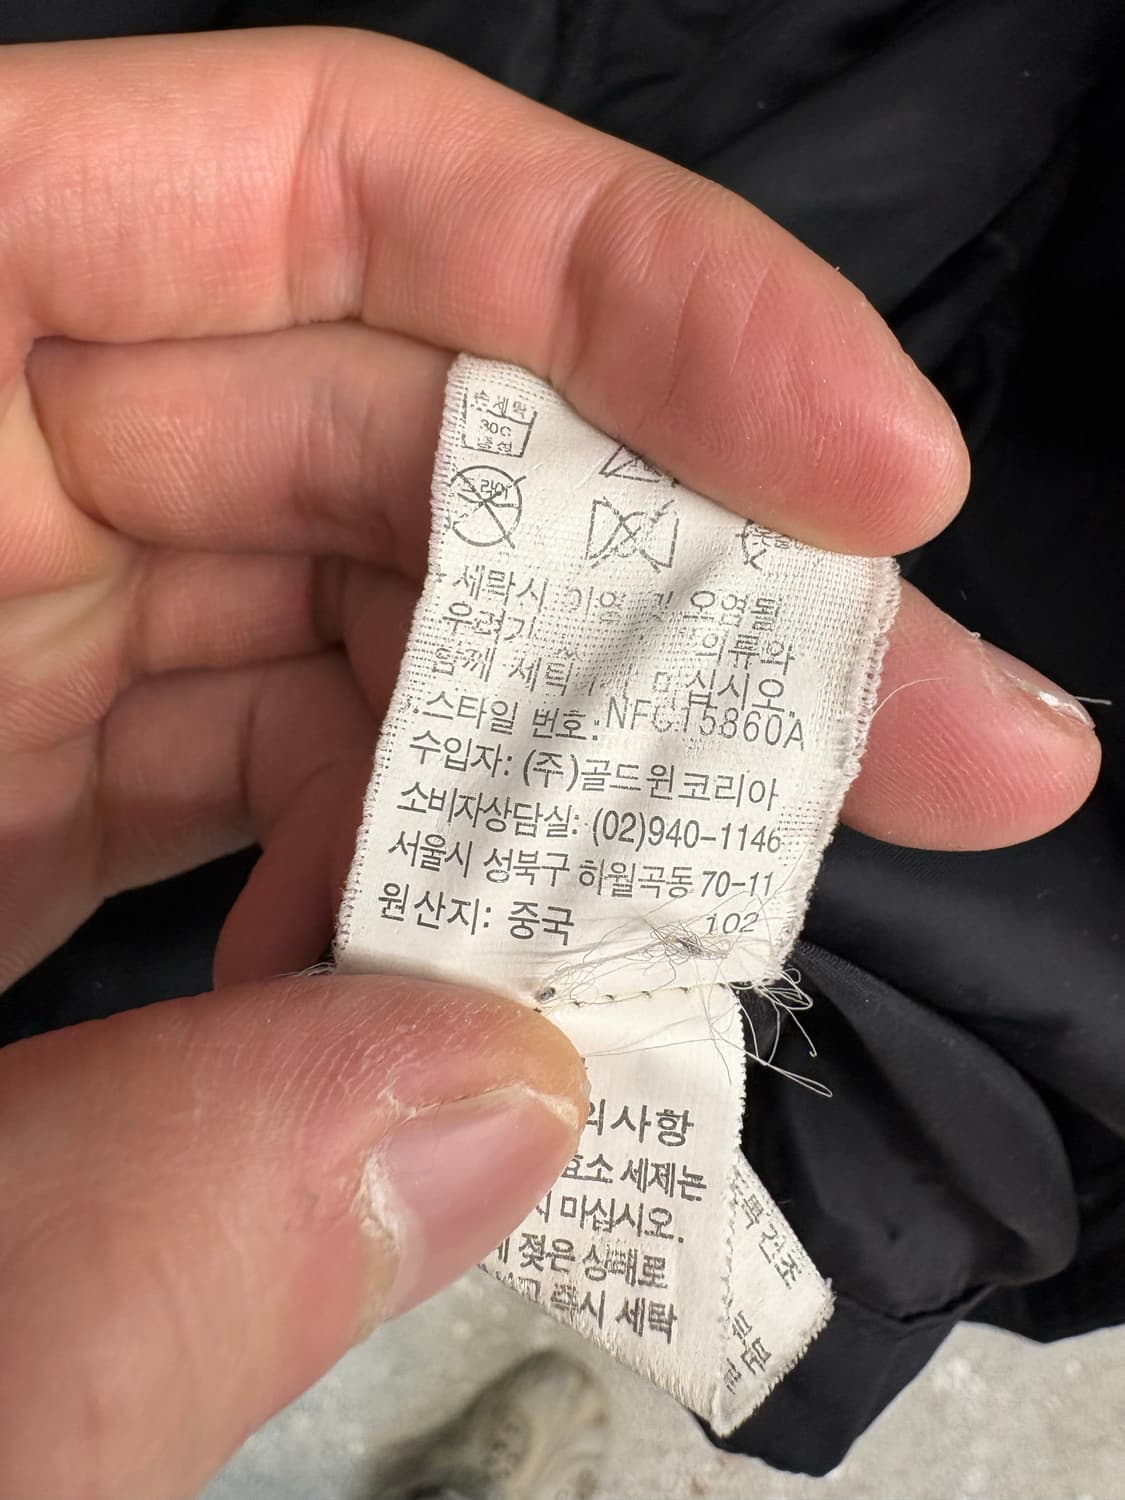 손세탁
30C
중성
드라이
세탁시 이염 및 오염될
우려가 의류와
함께 세탁 마십시오.
스타일 번호: NFC15860A
수입자: (주)골드윈코리아
소비자상담실: (02)940-1146
서울시 성북구 하월곡동 70-11
원산지: 중국 102
의사항
효소 세제는
마십시오.
젖은 상태로
즉시 세탁
건조